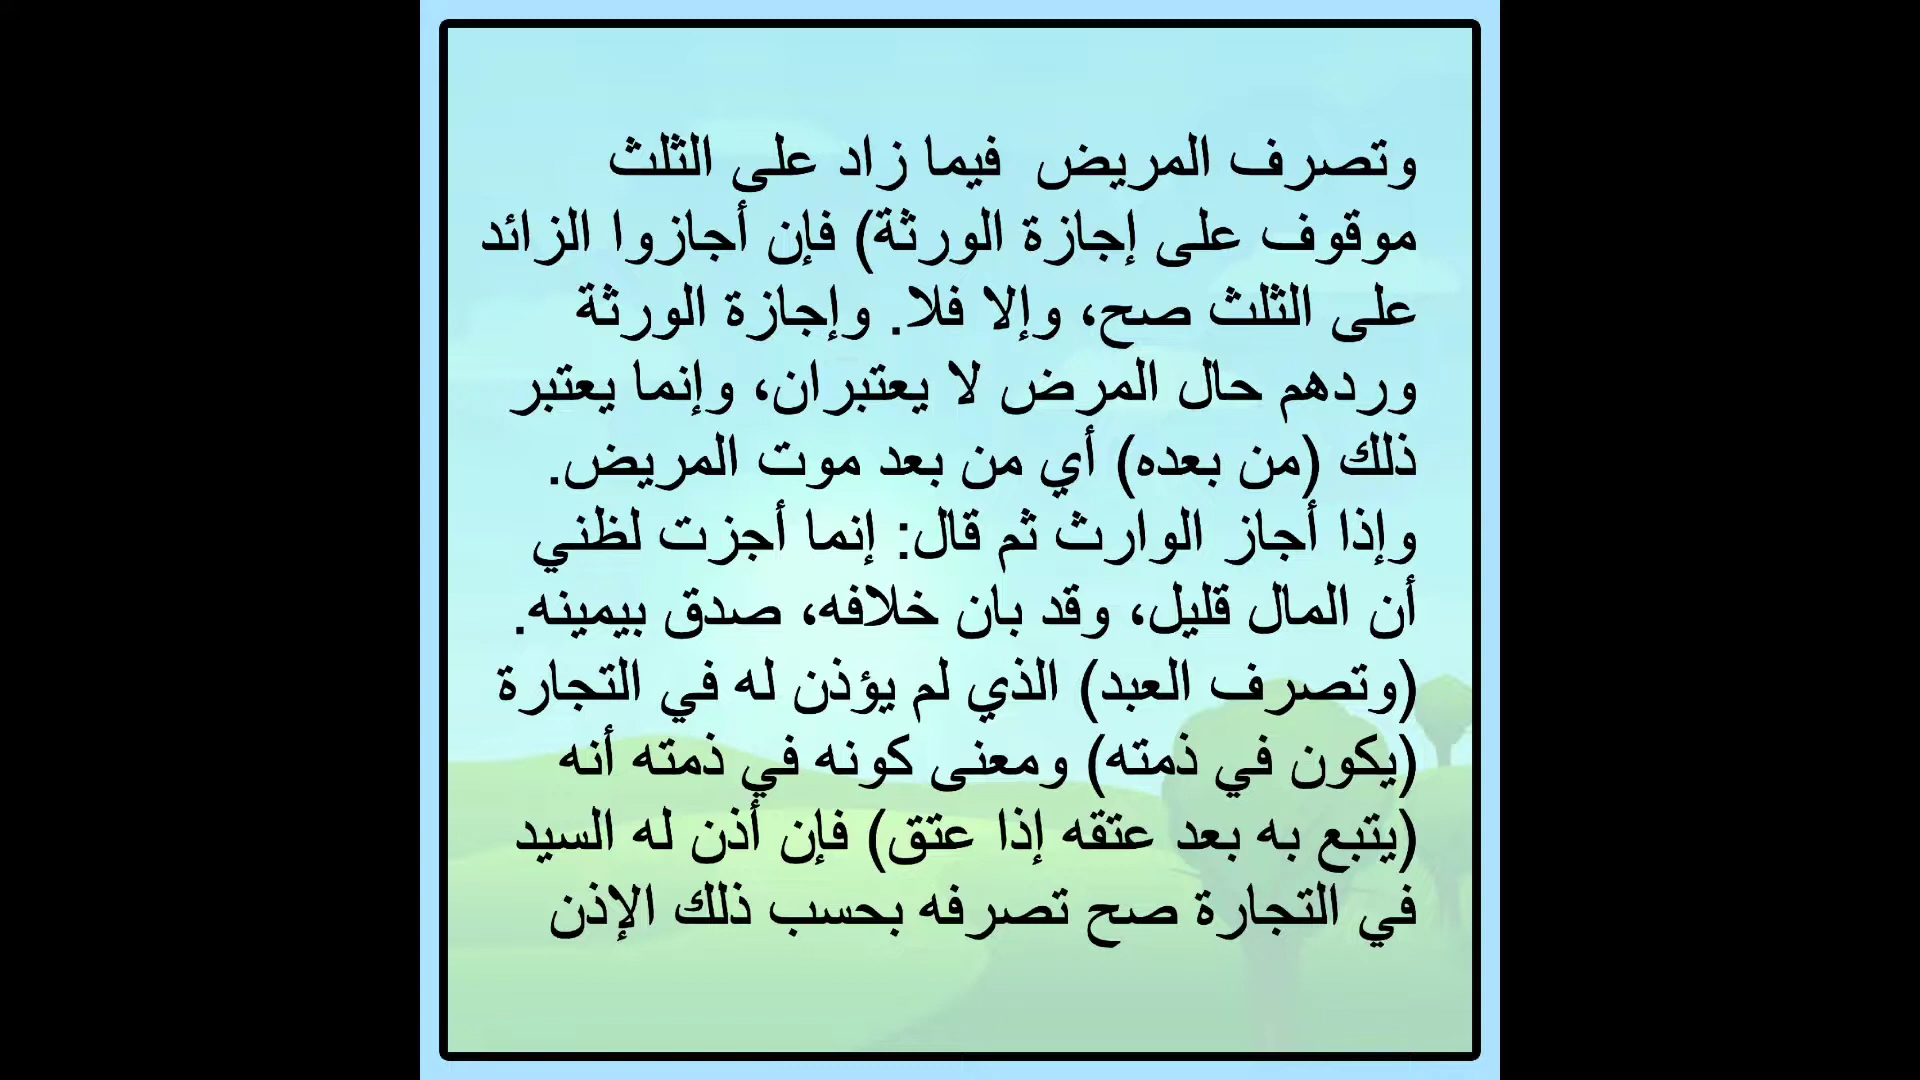 وتصرف المريض  فيما زاد على الثلث
موقوف على إجازة الورثة) فإن أجازوا الزائد
على الثلث صح، وإلا فلا. وإجازة الورثة
وردهم حال المرض لا يعتبران، وإنما يعتبر
ذلك (من بعده) أي من بعد موت المريض.
وإذا أجاز الوارث ثم قال: إنما أجزت لظني
أن المال قليل، وقد بان خلافه، صدق بيمينه.
(وتصرف العبد) الذي لم يؤذن له في التجارة
(يكون في ذمته) ومعنى كونه في ذمته أنه
(يتبع به بعد عتقه إذا عتق) فإن أذن له السيد
في التجارة صح تصرفه بحسب ذلك الإذن